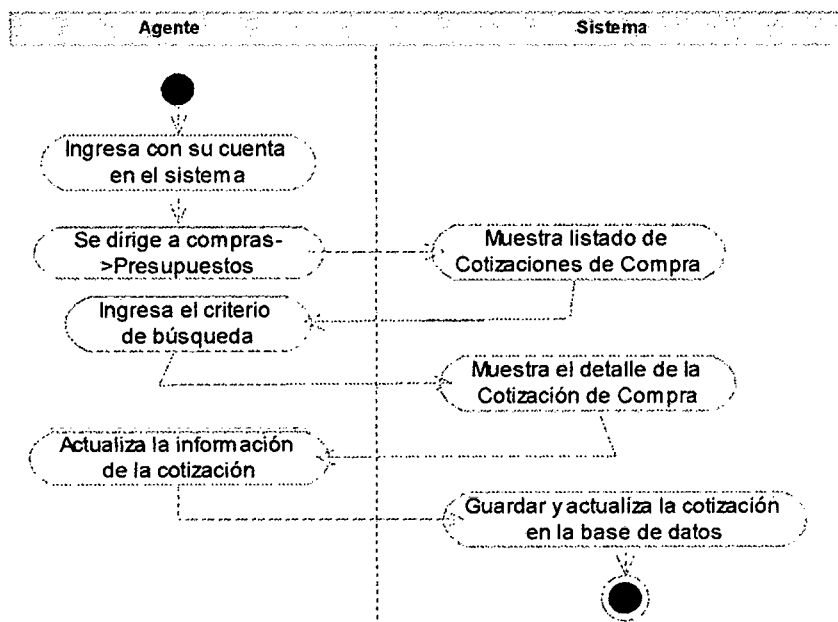 Agente
Sistema
Ingresa con su cuenta
en el sistema
Se dirige a compras-
>Presupuestos
Muestra listado de
Cotizaciones de Compra
Ingresa el criterio
de búsqueda
Muestra el detalle de la
Cotización de Compra
Actualiza la información
de la cotización
Guardar y actualiza la cotización
en la base de datos